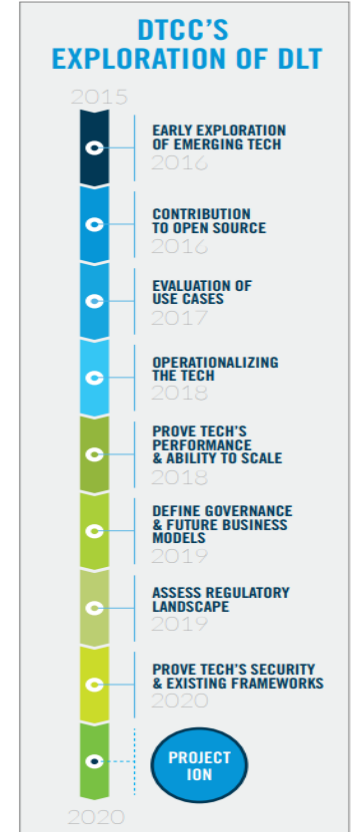 DTCC'S
EXPLORATION OF DLT
2015
EARLY EXPLORATION
OF EMERGING TECH
2016
CONTRIBUTION
TO OPEN SOURCE
2016
EVALUATION OF
USE CASES
2017
OPERATIONALIZING
THE TECH
2018
PROVE TECH'S
PERFORMANCE
& ABILITY TO SCALE
2018
DEFINE GOVERNANCE
& FUTURE BUSINESS
MODELS
2019
ASSESS REGULATORY
LANDSCAPE
2019
PROVE TECH'S SECURITY
& EXISTING FRAMEWORKS
2020
PROJECT
ION
2020